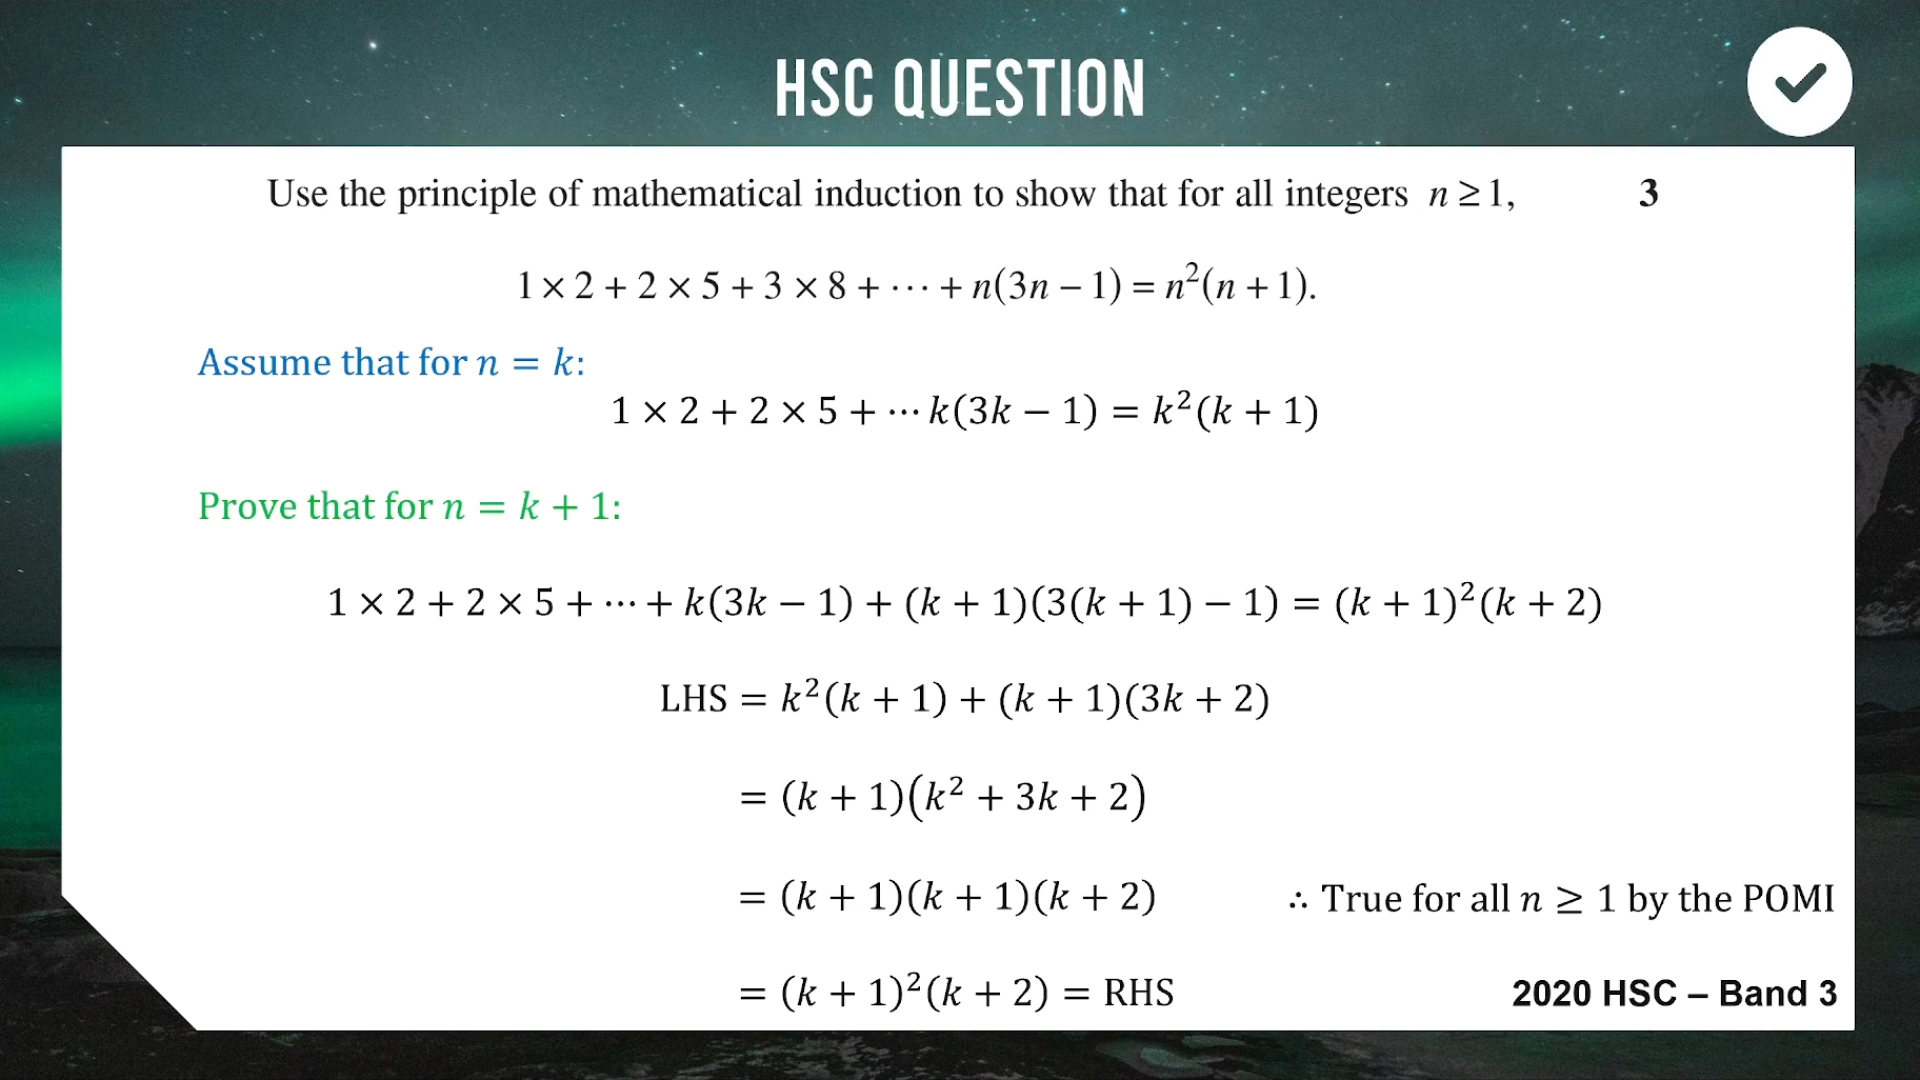 HSC QUESTION
Use the principle of mathematical induction to show that for all integers n ≥ 1, 3
1 × 2 + 2 × 5 + 3 × 8 + ⋯ + n(3n − 1) = n²(n + 1).
Assume that for n = k:
1 × 2 + 2 × 5 + ⋯ k(3k − 1) = k²(k + 1)
Prove that for n = k + 1:
1 × 2 + 2 × 5 + ⋯ + k(3k − 1) + (k + 1)(3(k + 1) − 1) = (k + 1)²(k + 2)
LHS = k²(k + 1) + (k + 1)(3k + 2)
= (k + 1)(k² + 3k + 2)
= (k + 1)(k + 1)(k + 2) ∴ True for all n ≥ 1 by the POMI
= (k + 1)²(k + 2) = RHS
2020 HSC – Band 3